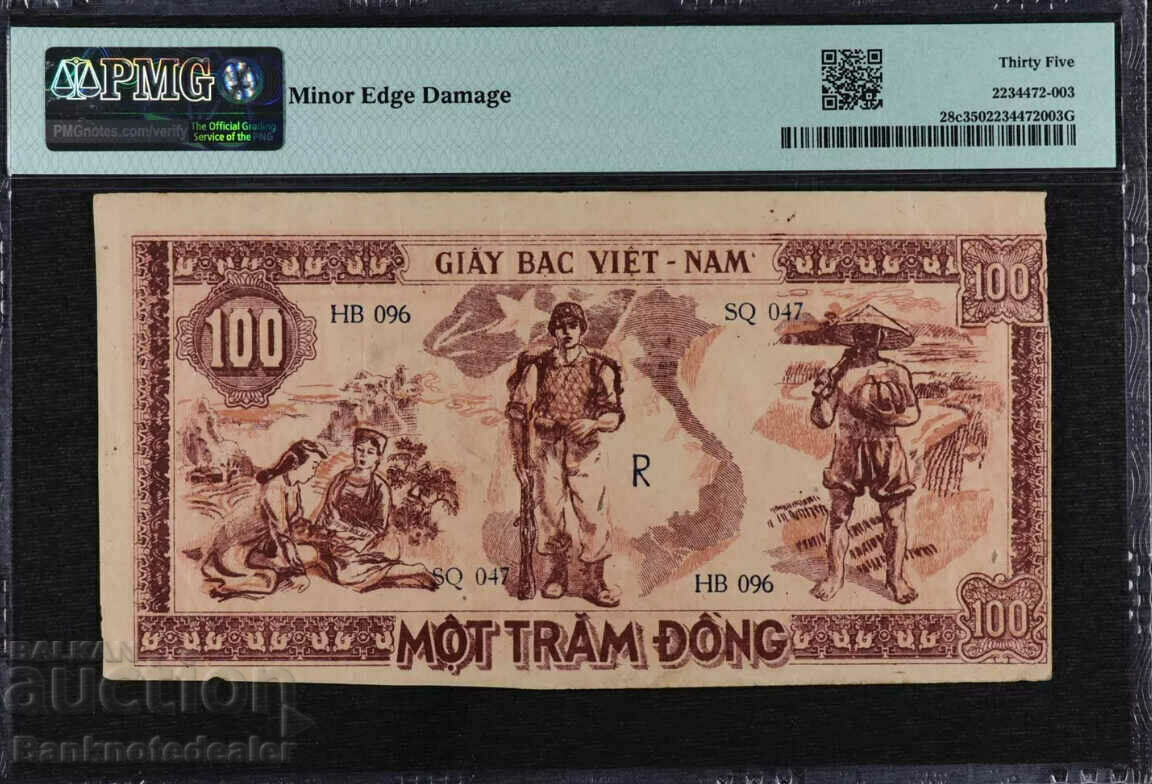 PMG
PMGnotes.com/verify
The Official Grading
Service of the PNG
Minor Edge Damage
Thirty Five
2234472-003
28c3502234472003G
GIẤY BẠC VIỆT-NAM
100
100
HB 096
SQ 047
R
SQ 047
HB 096
100
MỘT TRĂM ĐỒNG
BALKAN
auction
Banknotedealer